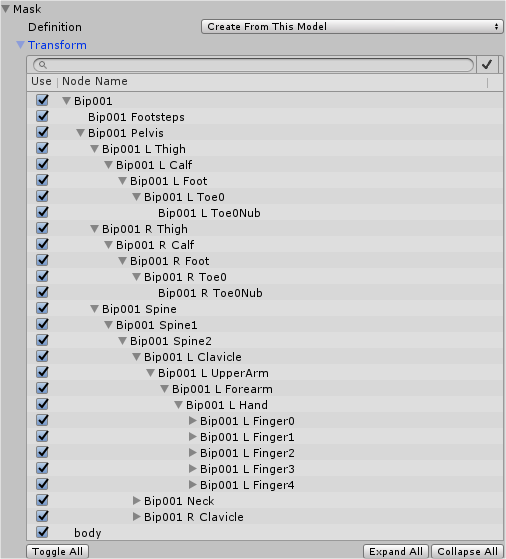 Mask
Definition Create From This Model
Transform
Use Node Name
Bip001
Bip001 Footsteps
Bip001 Pelvis
Bip001 L Thigh
Bip001 L Calf
Bip001 L Foot
Bip001 L Toe0
Bip001 L Toe0Nub
Bip001 R Thigh
Bip001 R Calf
Bip001 R Foot
Bip001 R Toe0
Bip001 R Toe0Nub
Bip001 Spine
Bip001 Spine1
Bip001 Spine2
Bip001 L Clavicle
Bip001 L UpperArm
Bip001 L Forearm
Bip001 L Hand
Bip001 L Finger0
Bip001 L Finger1
Bip001 L Finger2
Bip001 L Finger3
Bip001 L Finger4
Bip001 Neck
Bip001 R Clavicle
body
Toggle All Expand All Collapse All